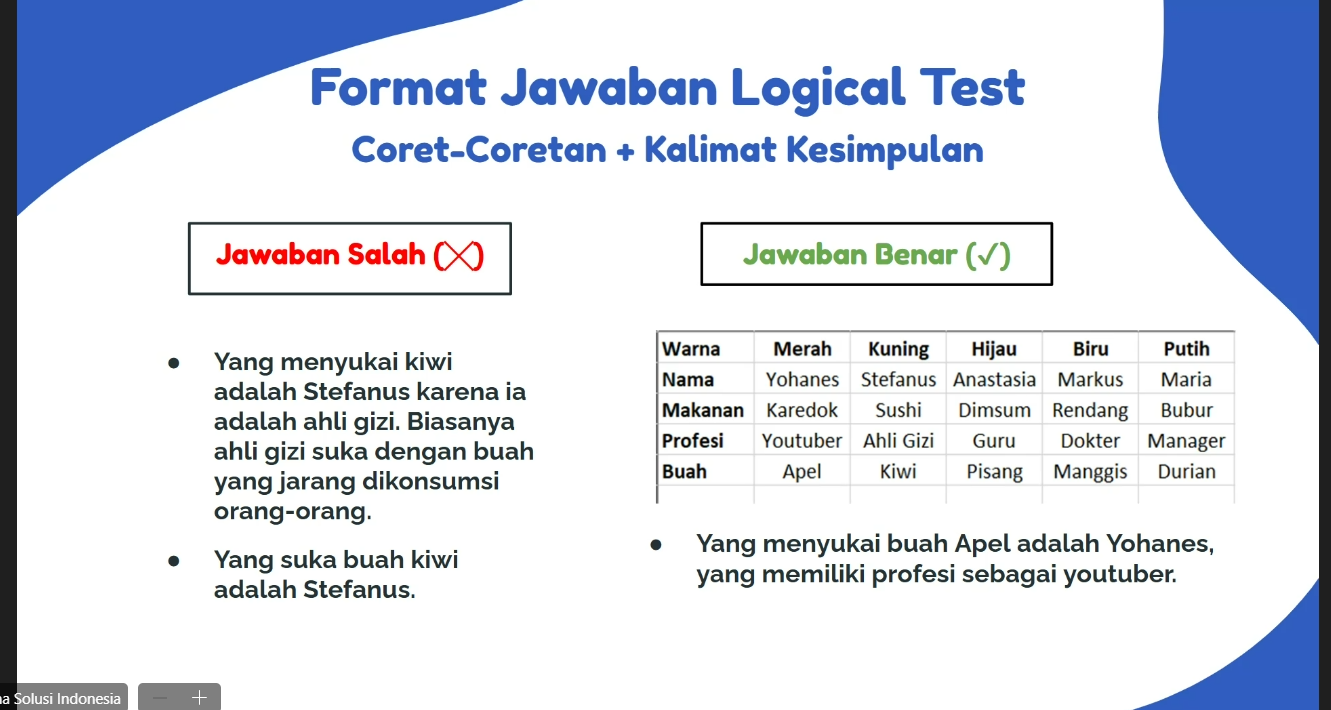 Format Jawaban Logical Test
Coret-Coretan + Kalimat Kesimpulan
Jawaban Salah (X)
Yang menyukai kiwi
adalah Stefanus karena ia
adalah ahli gizi. Biasanya
ahli gizi suka dengan buah
yang jarang dikonsumsi
orang-orang.
Yang suka buah kiwi
adalah Stefanus.
Jawaban Benar (✓)
Warna Merah Kuning Hijau Biru Putih
Nama Yohanes Stefanus Anastasia Markus Maria
Makanan Karedok Sushi Dimsum Rendang Bubur
Profesi Youtuber Ahli Gizi Guru Dokter Manager
Buah Apel Kiwi Pisang Manggis Durian
Yang menyukai buah Apel adalah Yohanes,
yang memiliki profesi sebagai youtuber.
Solusi Indonesia